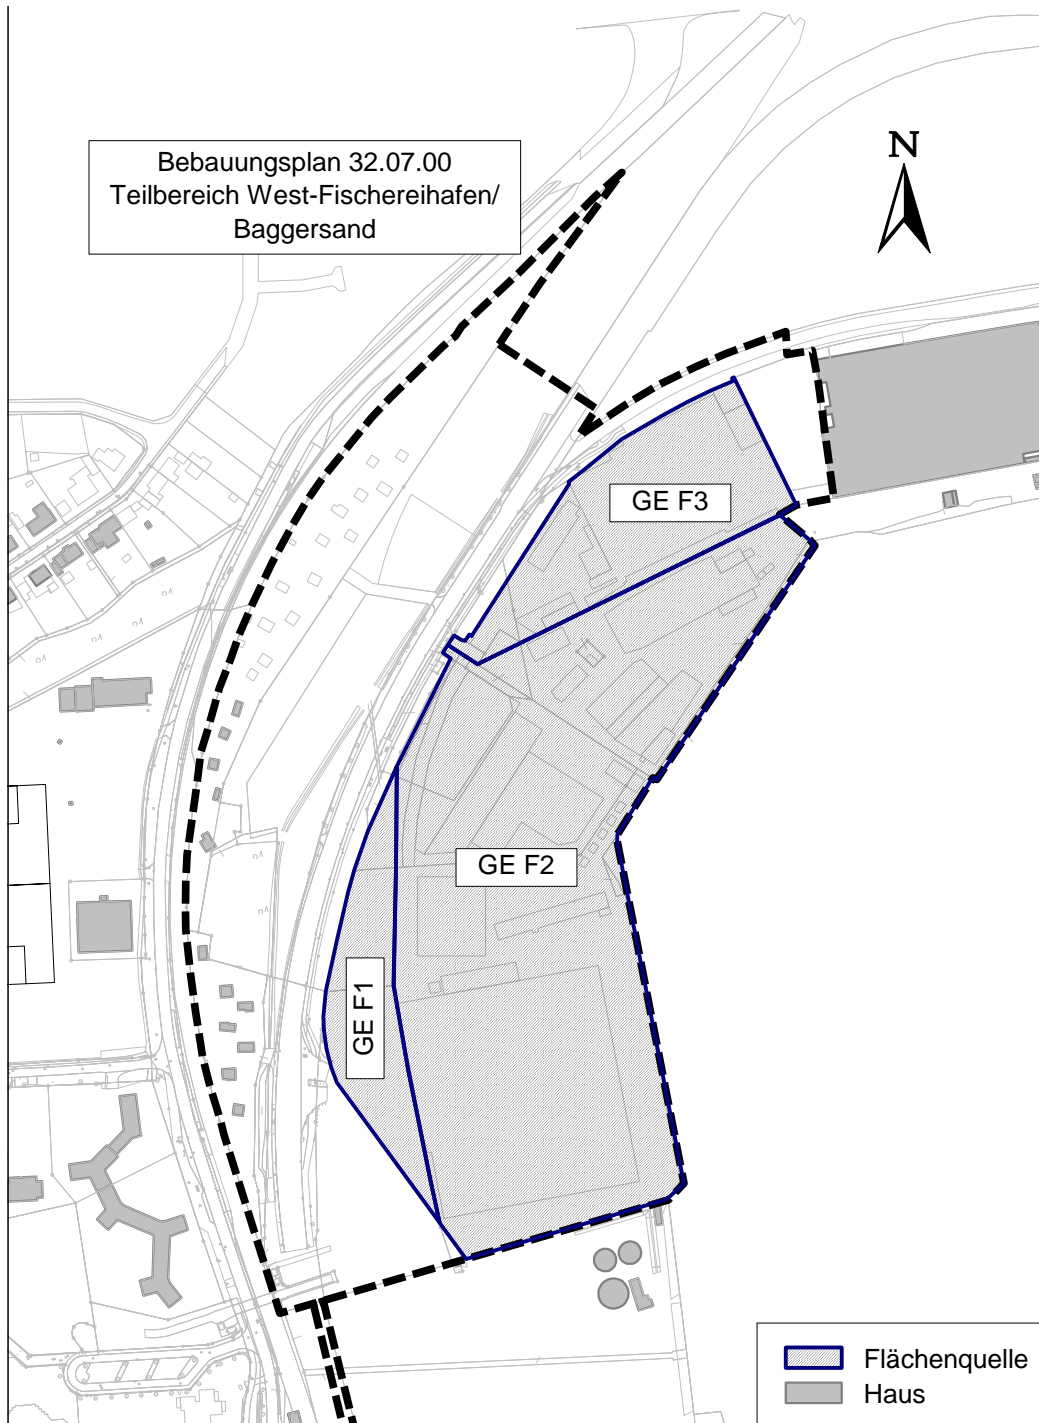 Bebauungsplan 32.07.00
Teilbereich West-Fischereihafen/
Baggersand
N
GE F3
GE F2
GE F1
Flächenquelle
Haus